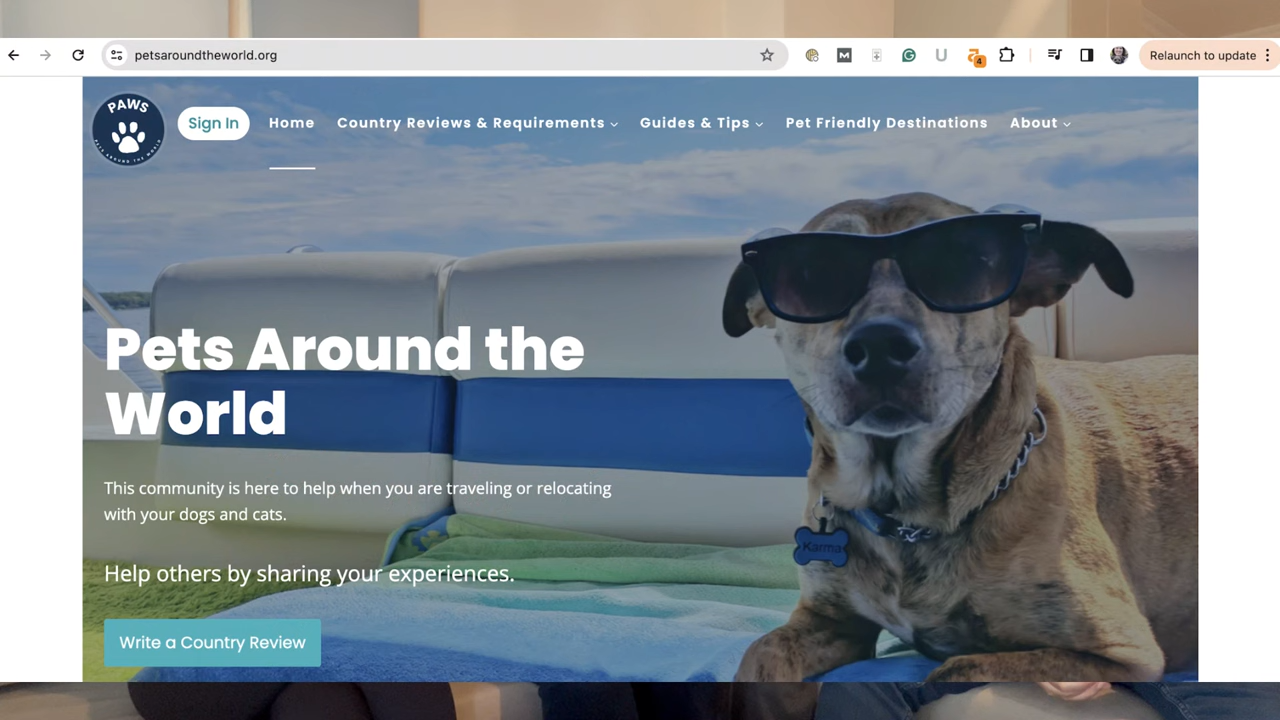 petsaroundtheworld.org
4
Relaunch to update
PAWS
PETS AROUND THE WORLD
Sign In
Home
Country Reviews & Requirements
Guides & Tips
Pet Friendly Destinations
About
Pets Around the
World
This community is here to help when you are traveling or relocating
with your dogs and cats.
Karma
Help others by sharing your experiences.
Write a Country Review